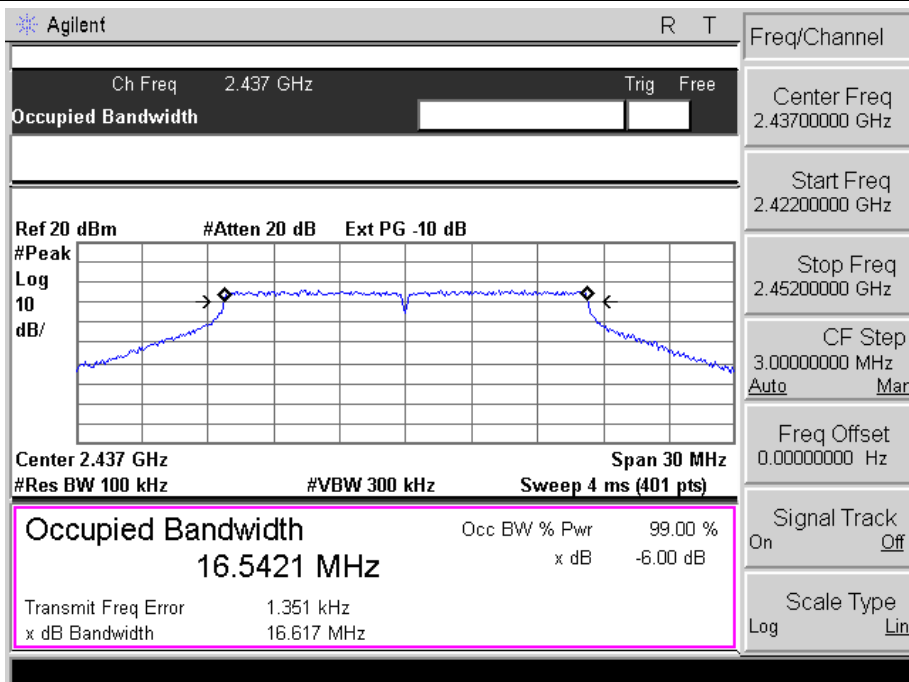 Agilent R T
Ch Freq 2.437 GHz Trig Free
Occupied Bandwidth
Ref 20 dBm #Atten 20 dB Ext PG -10 dB
#Peak
Log
10
dB/
Center 2.437 GHz Span 30 MHz
#Res BW 100 kHz #VBW 300 kHz Sweep 4 ms (401 pts)
Occupied Bandwidth Occ BW % Pwr 99.00 %
16.5421 MHz x dB -6.00 dB
Transmit Freq Error 1.351 kHz
x dB Bandwidth 16.617 MHz
Freq/Channel
Center Freq
2.43700000 GHz
Start Freq
2.42200000 GHz
Stop Freq
2.45200000 GHz
CF Step
3.00000000 MHz
Auto Man
Freq Offset
0.00000000 Hz
Signal Track
On Off
Scale Type
Log Lin